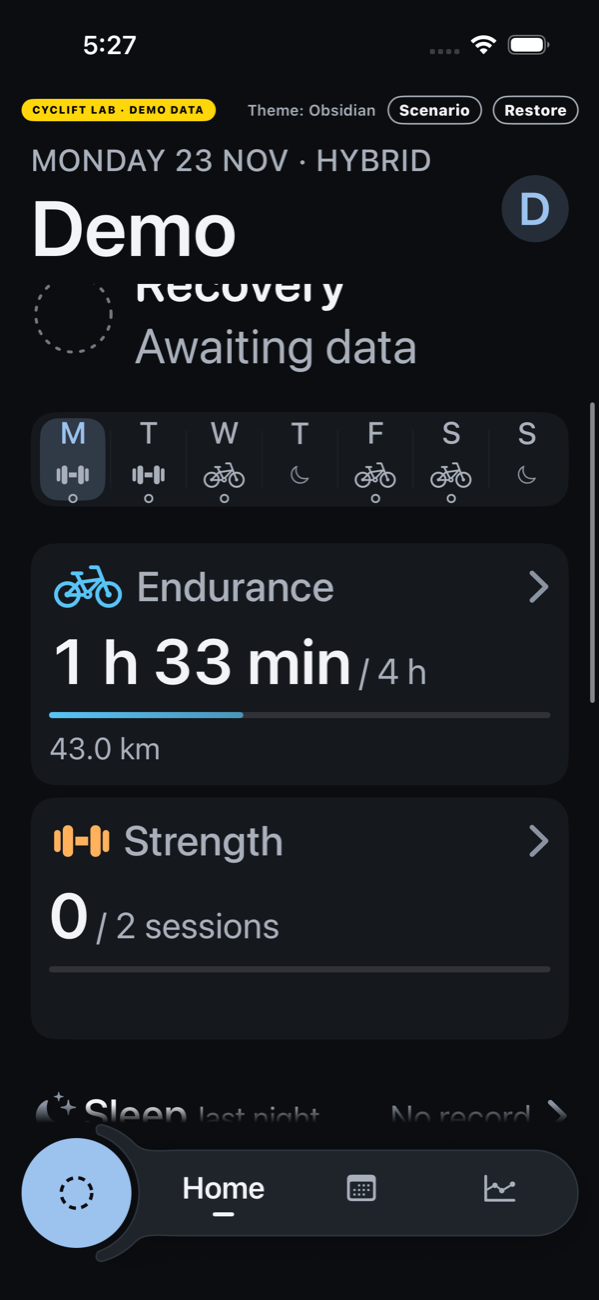 5:27
CYCLIFT LAB · DEMO DATA Theme: Obsidian Scenario Restore
MONDAY 23 NOV · HYBRID
Demo D
Recovery
Awaiting data
M T W T F S S
Endurance
1 h 33 min / 4 h
43.0 km
Strength
0 / 2 sessions
Sleep last night No record
Home